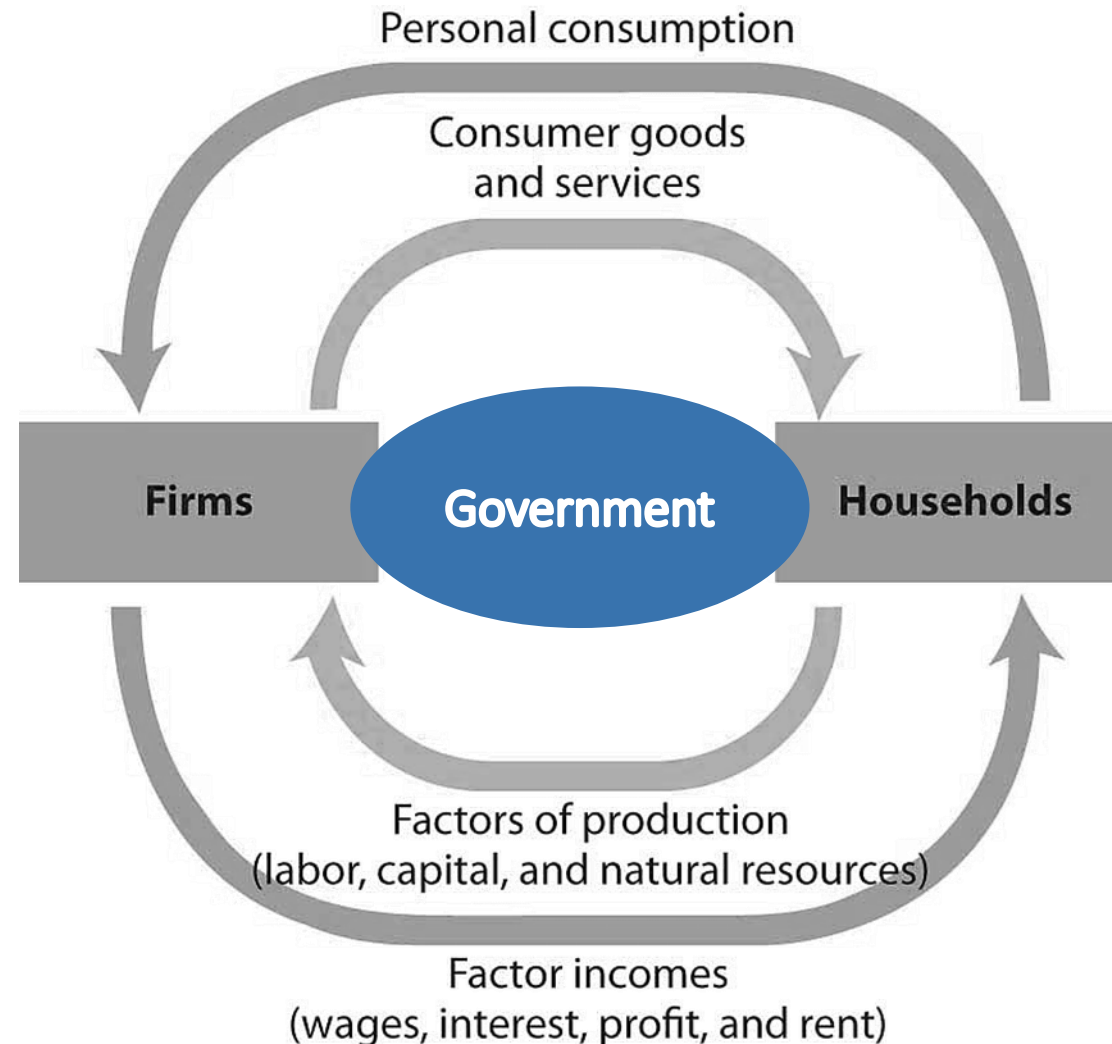 Personal consumption
Consumer goods
and services
Firms
Government
Households
Factors of production
(labor, capital, and natural resources)
Factor incomes
(wages, interest, profit, and rent)